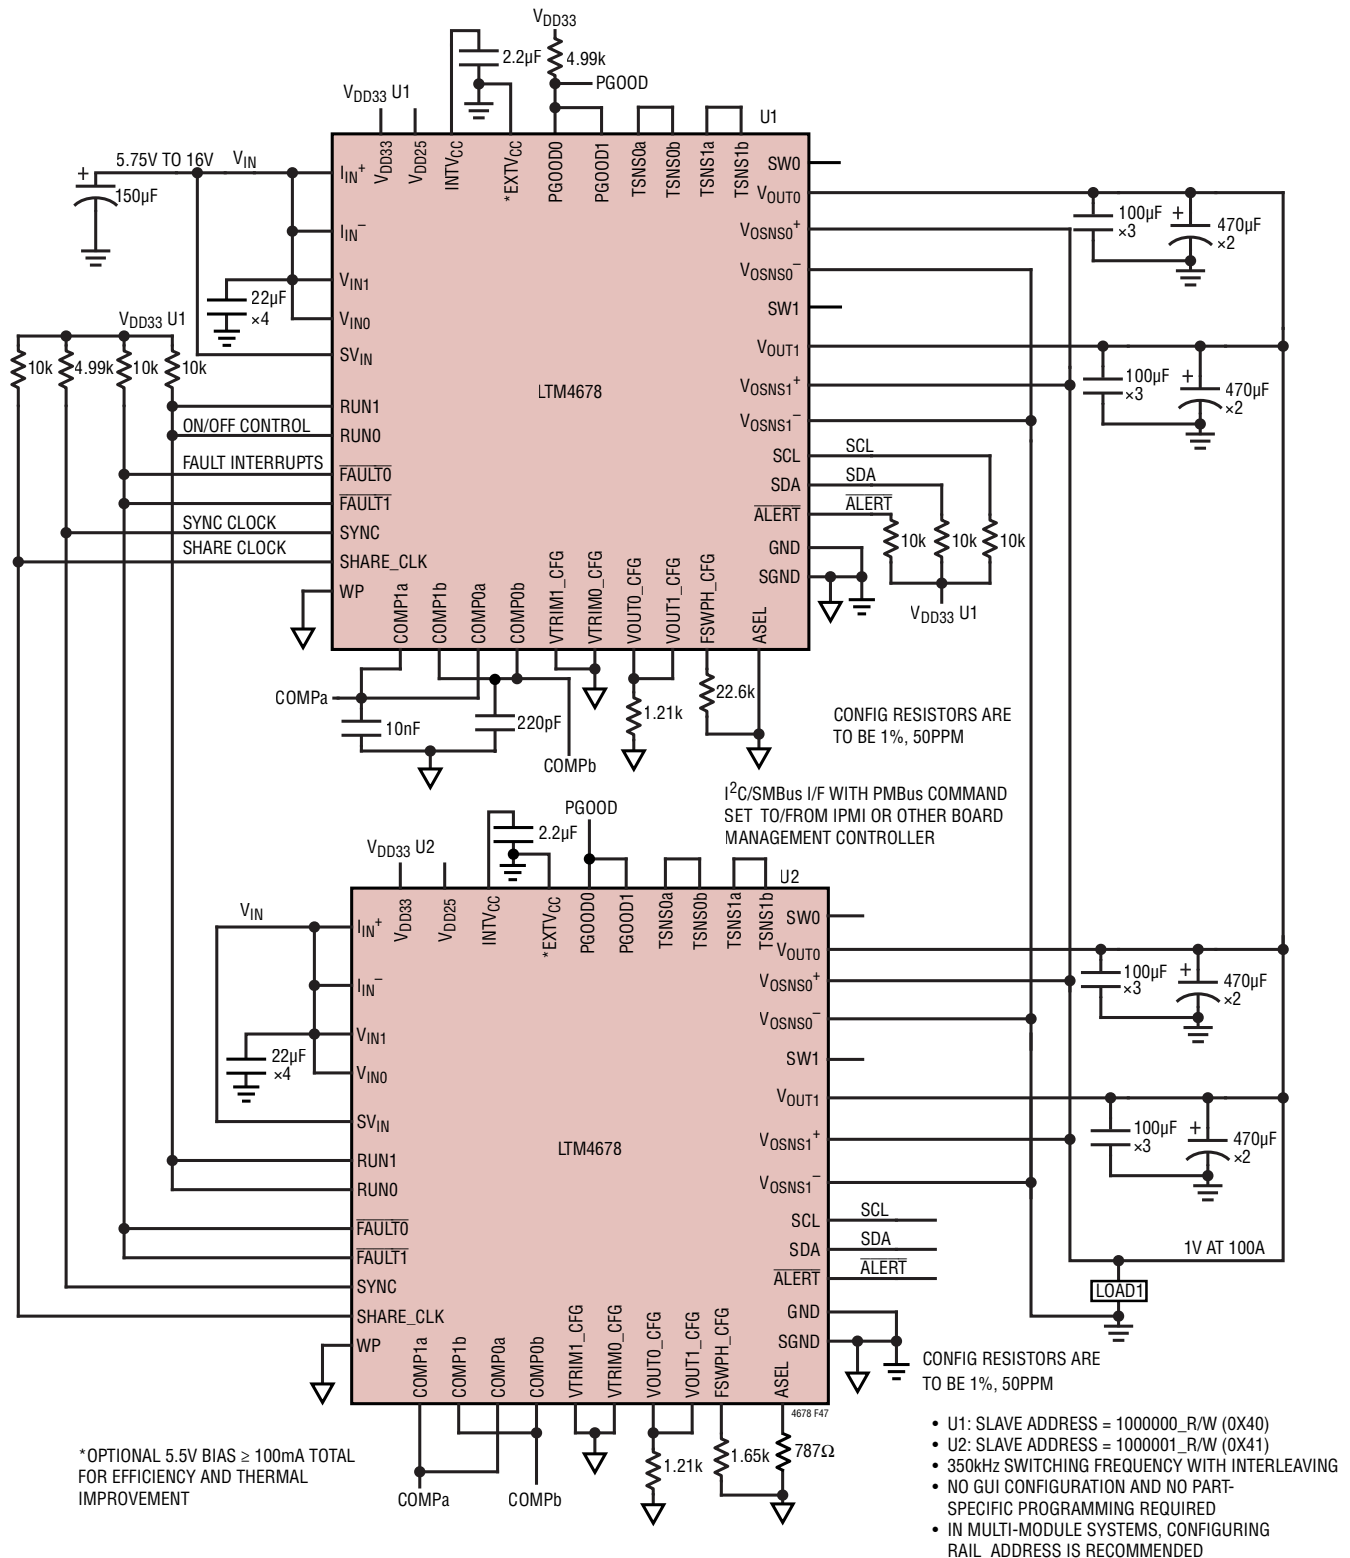 VDD33
2.2µF
4.99k
PGOOD
VDD33 U1
U1
5.75V TO 16V
VIN
+
150µF
IIN+
VDD33
VDD25
INTVCC
*EXTVCC
PGOOD0
PGOOD1
TSNS0a
TSNS0b
TSNS1a
TSNS1b
SW0
VOUT0
IIN–
VOSNS0+
100µF
×3
+
470µF
×2
VIN1
VOSNS0–
22µF
×4
VIN0
SW1
VDD33 U1
SVIN
VOUT1
10k
4.99k
10k
10k
LTM4678
VOSNS1+
100µF
×3
+
470µF
×2
RUN1
VOSNS1–
ON/OFF CONTROL
RUN0
SCL
SCL
FAULT INTERRUPTS
FAULT0
SDA
SDA
FAULT1
ALERT
ALERT
SYNC CLOCK
SYNC
10k
10k
10k
SHARE CLOCK
SHARE_CLK
GND
WP
SGND
VDD33 U1
COMP1a
COMP1b
COMP0a
COMP0b
VTRIM1_CFG
VTRIM0_CFG
VOUT0_CFG
VOUT1_CFG
FSWPH_CFG
ASEL
COMPa
10nF
220pF
COMPb
1.21k
22.6k
CONFIG RESISTORS ARE
TO BE 1%, 50PPM
I2C/SMBus I/F WITH PMBus COMMAND
SET TO/FROM IPMI OR OTHER BOARD
MANAGEMENT CONTROLLER
PGOOD
2.2µF
VDD33 U2
U2
VIN
IIN+
VDD33
VDD25
INTVCC
*EXTVCC
PGOOD0
PGOOD1
TSNS0a
TSNS0b
TSNS1a
TSNS1b
SW0
VOUT0
IIN–
VOSNS0+
100µF
×3
+
470µF
×2
VIN1
VOSNS0–
22µF
×4
VIN0
SW1
SVIN
VOUT1
LTM4678
VOSNS1+
100µF
×3
+
470µF
×2
RUN1
VOSNS1–
RUN0
SCL
SCL
FAULT0
SDA
SDA
1V AT 100A
FAULT1
ALERT
ALERT
SYNC
LOAD1
SHARE_CLK
GND
WP
SGND
COMP1a
COMP1b
COMP0a
COMP0b
VTRIM1_CFG
VTRIM0_CFG
VOUT0_CFG
VOUT1_CFG
FSWPH_CFG
ASEL
CONFIG RESISTORS ARE
TO BE 1%, 50PPM
4678 F47
COMPa
COMPb
1.21k
1.65k
787Ω
*OPTIONAL 5.5V BIAS ≥ 100mA TOTAL
FOR EFFICIENCY AND THERMAL
IMPROVEMENT
• U1: SLAVE ADDRESS = 1000000_R/W (0X40)
• U2: SLAVE ADDRESS = 1000001_R/W (0X41)
• 350kHz SWITCHING FREQUENCY WITH INTERLEAVING
• NO GUI CONFIGURATION AND NO PART-
SPECIFIC PROGRAMMING REQUIRED
• IN MULTI-MODULE SYSTEMS, CONFIGURING
RAIL ADDRESS IS RECOMMENDED